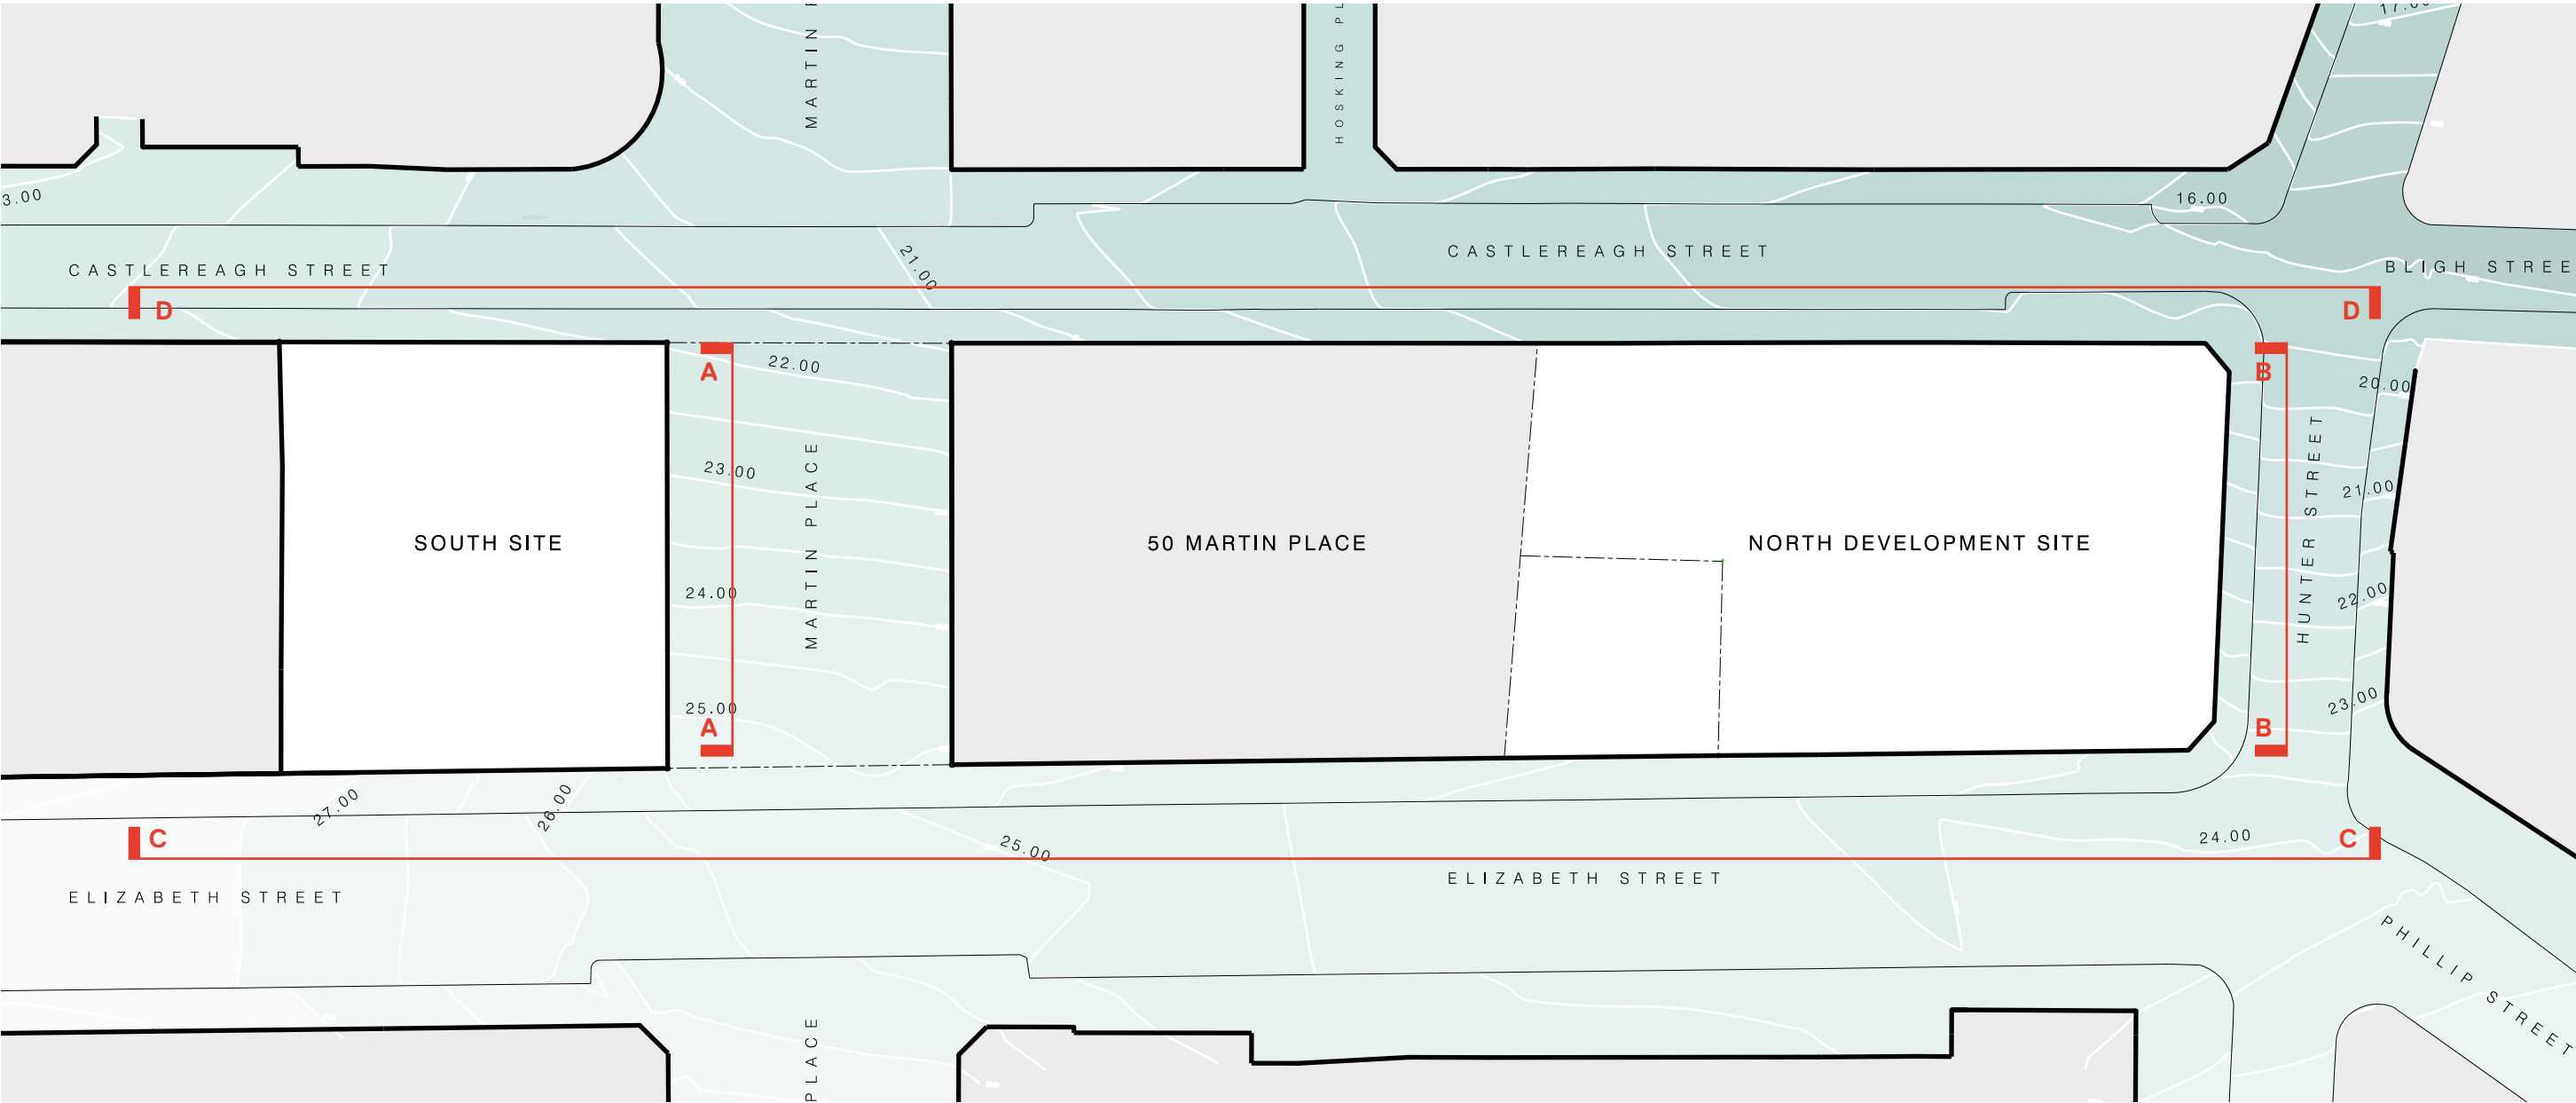 MARTIN P
HOSKING PL
17.00
3.00
16.00
CASTLEREAGH STREET
21.00
CASTLEREAGH STREET
BLIGH STREE
D
D
A
22.00
B
20.00
23.00
MARTIN PLACE
HUNTER STREET
21.00
SOUTH SITE
50 MARTIN PLACE
NORTH DEVELOPMENT SITE
24.00
22.00
25.00
A
B
23.00
27.00
26.00
C
25.00
24.00
C
ELIZABETH STREET
ELIZABETH STREET
PHILLIP STREET
PLACE